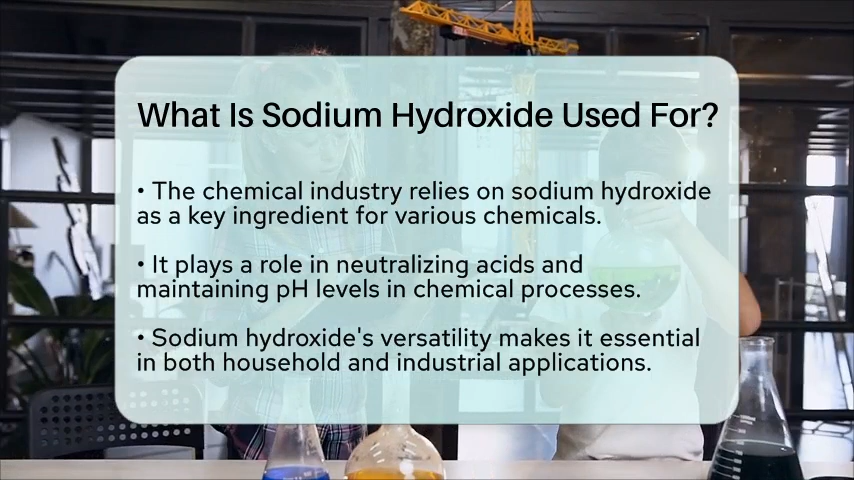 What Is Sodium Hydroxide Used For?
• The chemical industry relies on sodium hydroxide
as a key ingredient for various chemicals.
• It plays a role in neutralizing acids and
maintaining pH levels in chemical processes.
• Sodium hydroxide's versatility makes it essential
in both household and industrial applications.